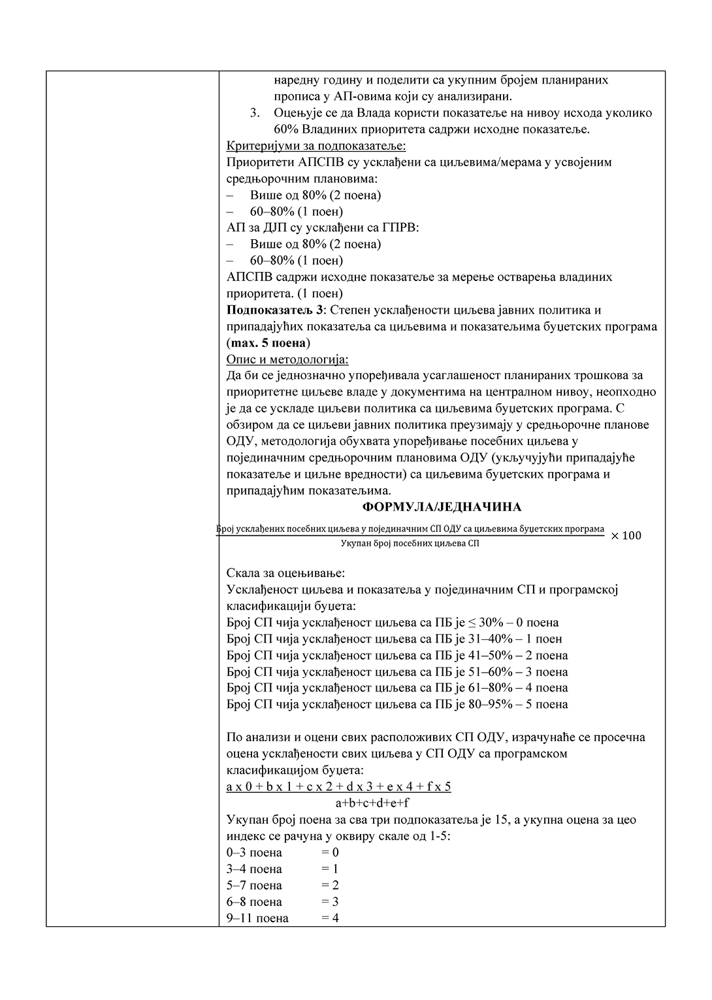 наредну годину и поделити са укупним бројем планираних
прописа у АП-овима који су анализирани.
3. Оцењује се да Влада користи показатеље на нивоу исхода уколико
60% Владиних приоритета садржи исходне показатеље.
Критеријуми за подпоказатеље:
Приоритети АПСПВ су усклађени са циљевима/мерама у усвојеним
средњорочним плановима:
– Више од 80% (2 поена)
– 60–80% (1 поен)
АП за ДЈП су усклађени са ГПРВ:
– Више од 80% (2 поена)
– 60–80% (1 поен)
АПСПВ садржи исходне показатеље за мерење остварења владиних
приоритета. (1 поен)
Подпоказатељ 3: Степен усклађености циљева јавних политика и
припадајућих показатеља са циљевима и показатељима буџетских програма
(max. 5 поена)
Опис и методологија:
Да би се једнозначно упоређивала усаглашеност планираних трошкова за
приоритетне циљеве владе у документима на централном нивоу, неопходно
је да се ускладе циљеви политика са циљевима буџетских програма. С
обзиром да се циљеви јавних политика преузимају у средњорочне планове
ОДУ, методологија обухвата упоређивање посебних циљева у
појединачним средњорочним плановима ОДУ (укључујући припадајуће
показатеље и циљне вредности) са циљевима буџетских програма и
припадајућим показатељима.
ФОРМУЛА/ЈЕДНАЧИНА
Број усклађених посебних циљева у појединачним СП ОДУ са циљевима буџетских програма × 100
Укупан број посебних циљева СП
Скала за оцењивање:
Усклађеност циљева и показатеља у појединачним СП и програмској
класификацији буџета:
Број СП чија усклађеност циљева са ПБ је ≤ 30% – 0 поена
Број СП чија усклађеност циљева са ПБ је 31–40% – 1 поен
Број СП чија усклађеност циљева са ПБ је 41–50% – 2 поена
Број СП чија усклађеност циљева са ПБ је 51–60% – 3 поена
Број СП чија усклађеност циљева са ПБ је 61–80% – 4 поена
Број СП чија усклађеност циљева са ПБ је 80–95% – 5 поена
По анализи и оцени свих расположивих СП ОДУ, израчунаће се просечна
оцена усклађености свих циљева у СП ОДУ са програмском
класификацијом буџета:
a x 0 + b x 1 + c x 2 + d x 3 + e x 4 + f x 5
a+b+c+d+e+f
Укупан број поена за сва три подпоказатеља је 15, а укупна оцена за цео
индекс се рачуна у оквиру скале од 1-5:
0–3 поена = 0
3–4 поена = 1
5–7 поена = 2
6–8 поена = 3
9–11 поена = 4